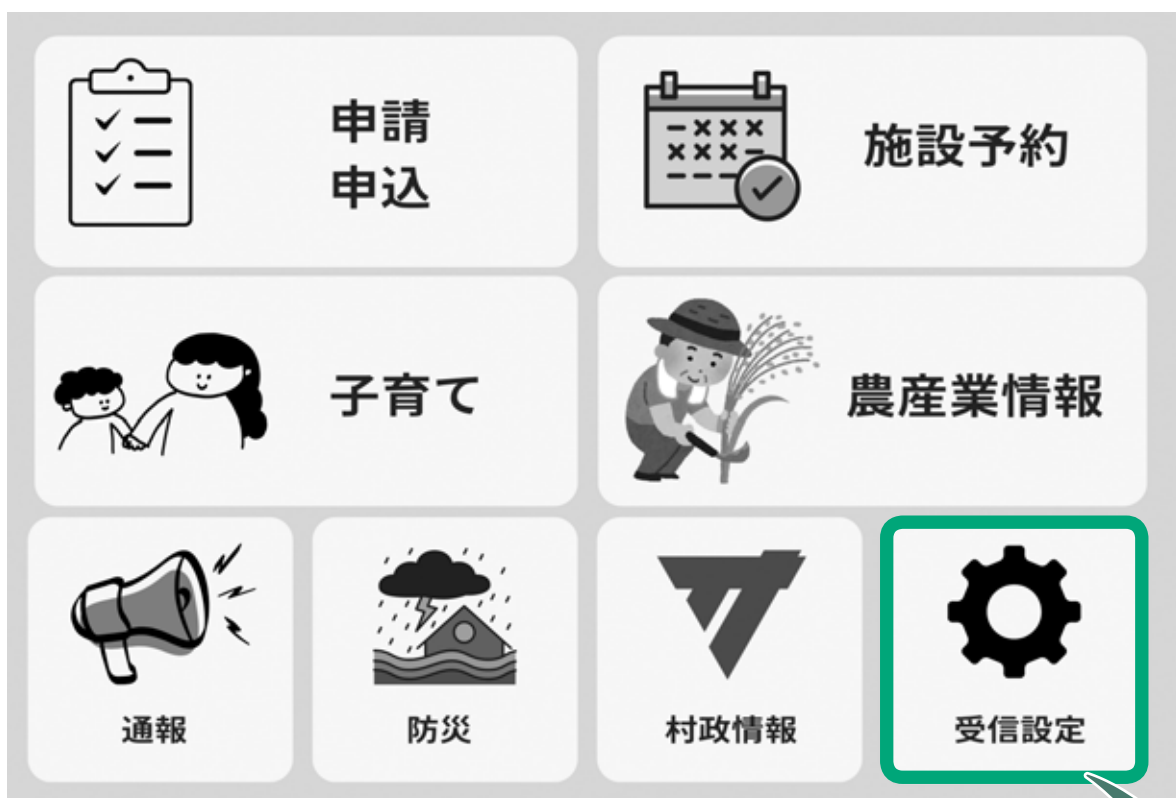 申請
申込
施設予約
子育て
農産業情報
通報
防災
村政情報
受信設定